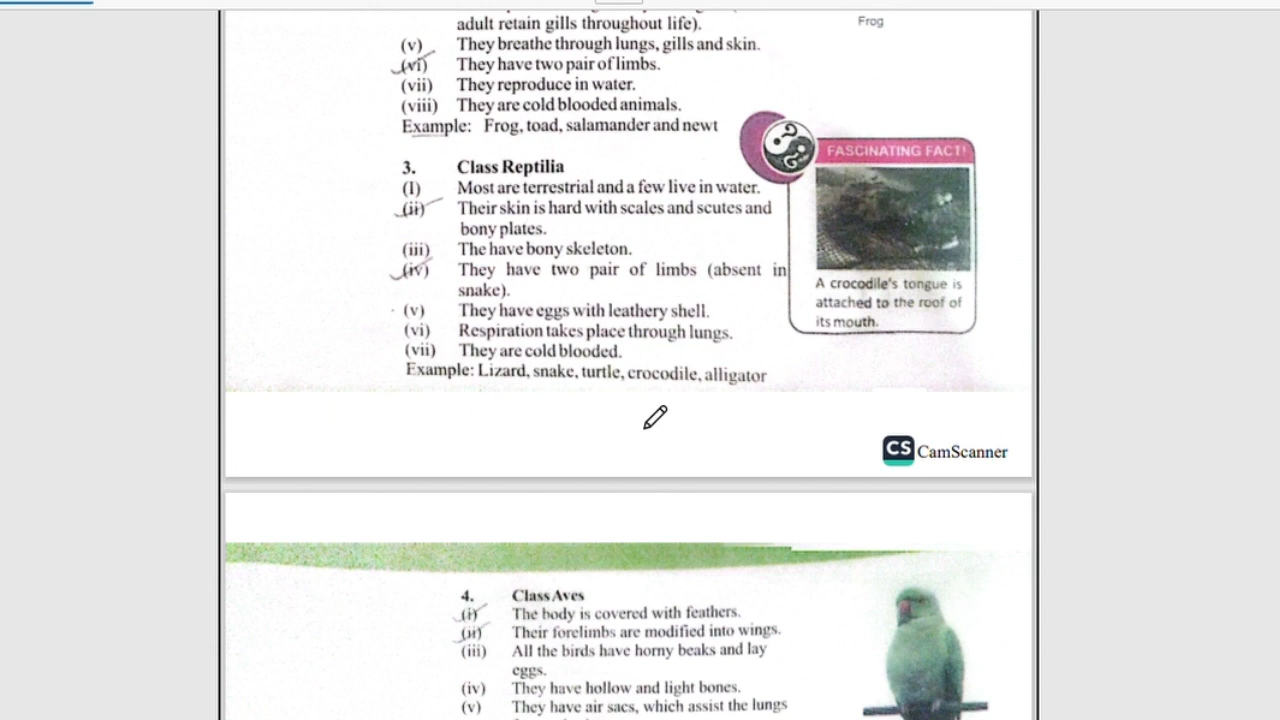 adult retain gills throughout life).
Frog
(v) They breathe through lungs, gills and skin.
(vi) They have two pair of limbs.
(vii) They reproduce in water.
(viii) They are cold blooded animals.
Example: Frog, toad, salamander and newt
3. Class Reptilia
(I) Most are terrestrial and a few live in water.
(ii) Their skin is hard with scales and scutes and
bony plates.
(iii) The have bony skeleton.
(iv) They have two pair of limbs (absent in
snake).
(v) They have eggs with leathery shell.
(vi) Respiration takes place through lungs.
(vii) They are cold blooded.
Example: Lizard, snake, turtle, crocodile, alligator
FASCINATING FACT!
A crocodile's tongue is
attached to the roof of
its mouth.
CS CamScanner
4. Class Aves
(i) The body is covered with feathers.
(ii) Their forelimbs are modified into wings.
(iii) All the birds have horny beaks and lay
eggs.
(iv) They have hollow and light bones.
(v) They have air sacs, which assist the lungs